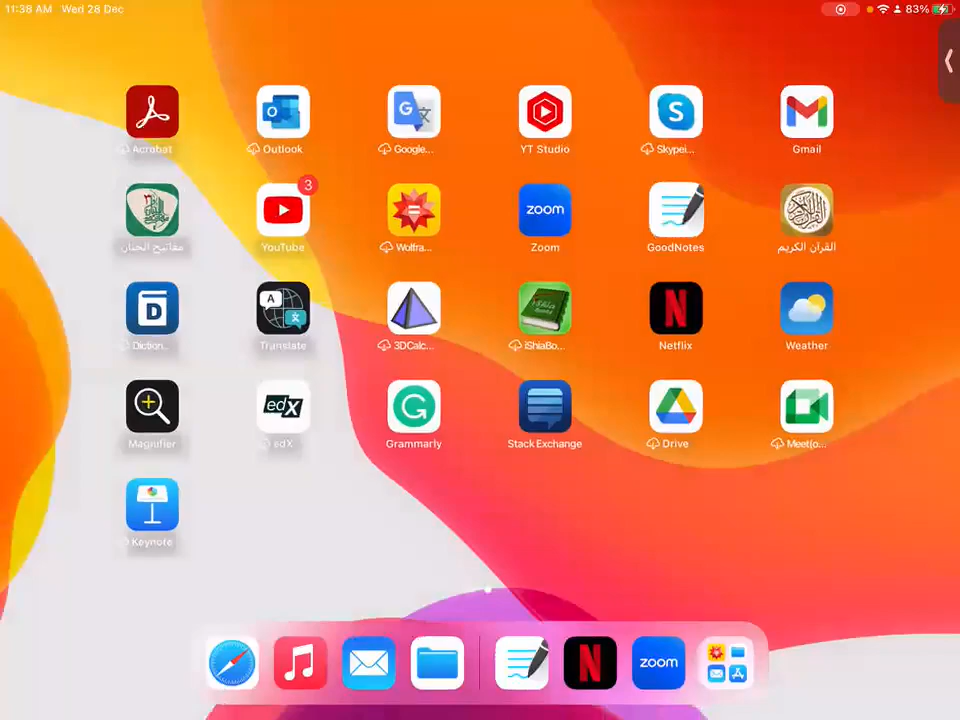 11:38 AM Wed 28 Dec
83%
Acrobat
Outlook
Google...
YT Studio
Skypei...
Gmail
مفاتيح الجنان
3
YouTube
Wolfra...
zoom
Zoom
GoodNotes
القرآن الكريم
D
Diction...
A
Translate
3DCalc...
iShiaBo...
N
Netflix
Weather
Magnifier
edX
edX
Grammarly
Stack Exchange
Drive
Meet (o...
Keynote
N
zoom